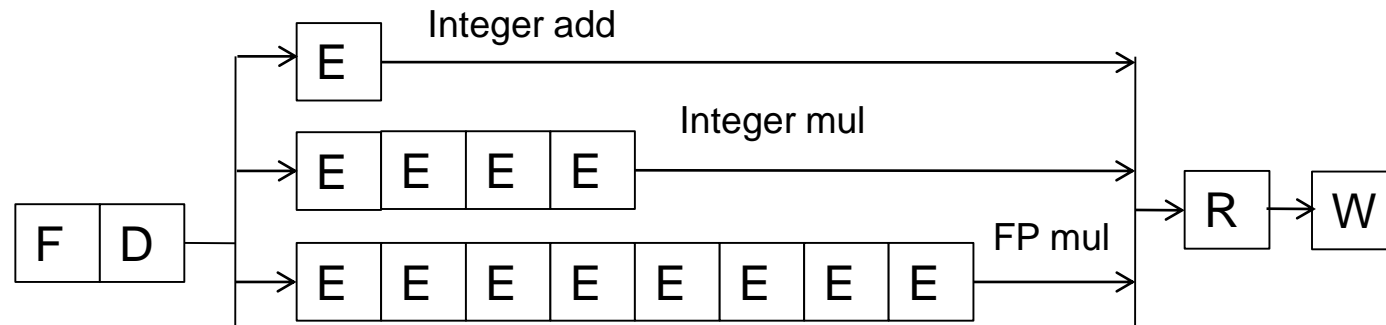 Integer add
E
Integer mul
E E E E
F D
R W
FP mul
E E E E E E E E